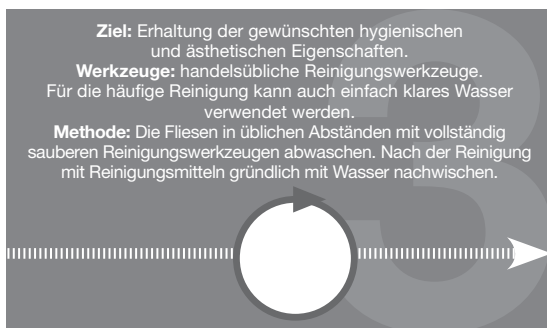 Ziel: Erhaltung der gewünschten hygienischen
und ästhetischen Eigenschaften.
Werkzeuge: handelsübliche Reinigungswerkzeuge.
Für die häufige Reinigung kann auch einfach klares Wasser
verwendet werden.
Methode: Die Fliesen in üblichen Abständen mit vollständig
sauberen Reinigungswerkzeugen abwaschen. Nach der Reinigung
mit Reinigungsmitteln gründlich mit Wasser nachwischen.
3